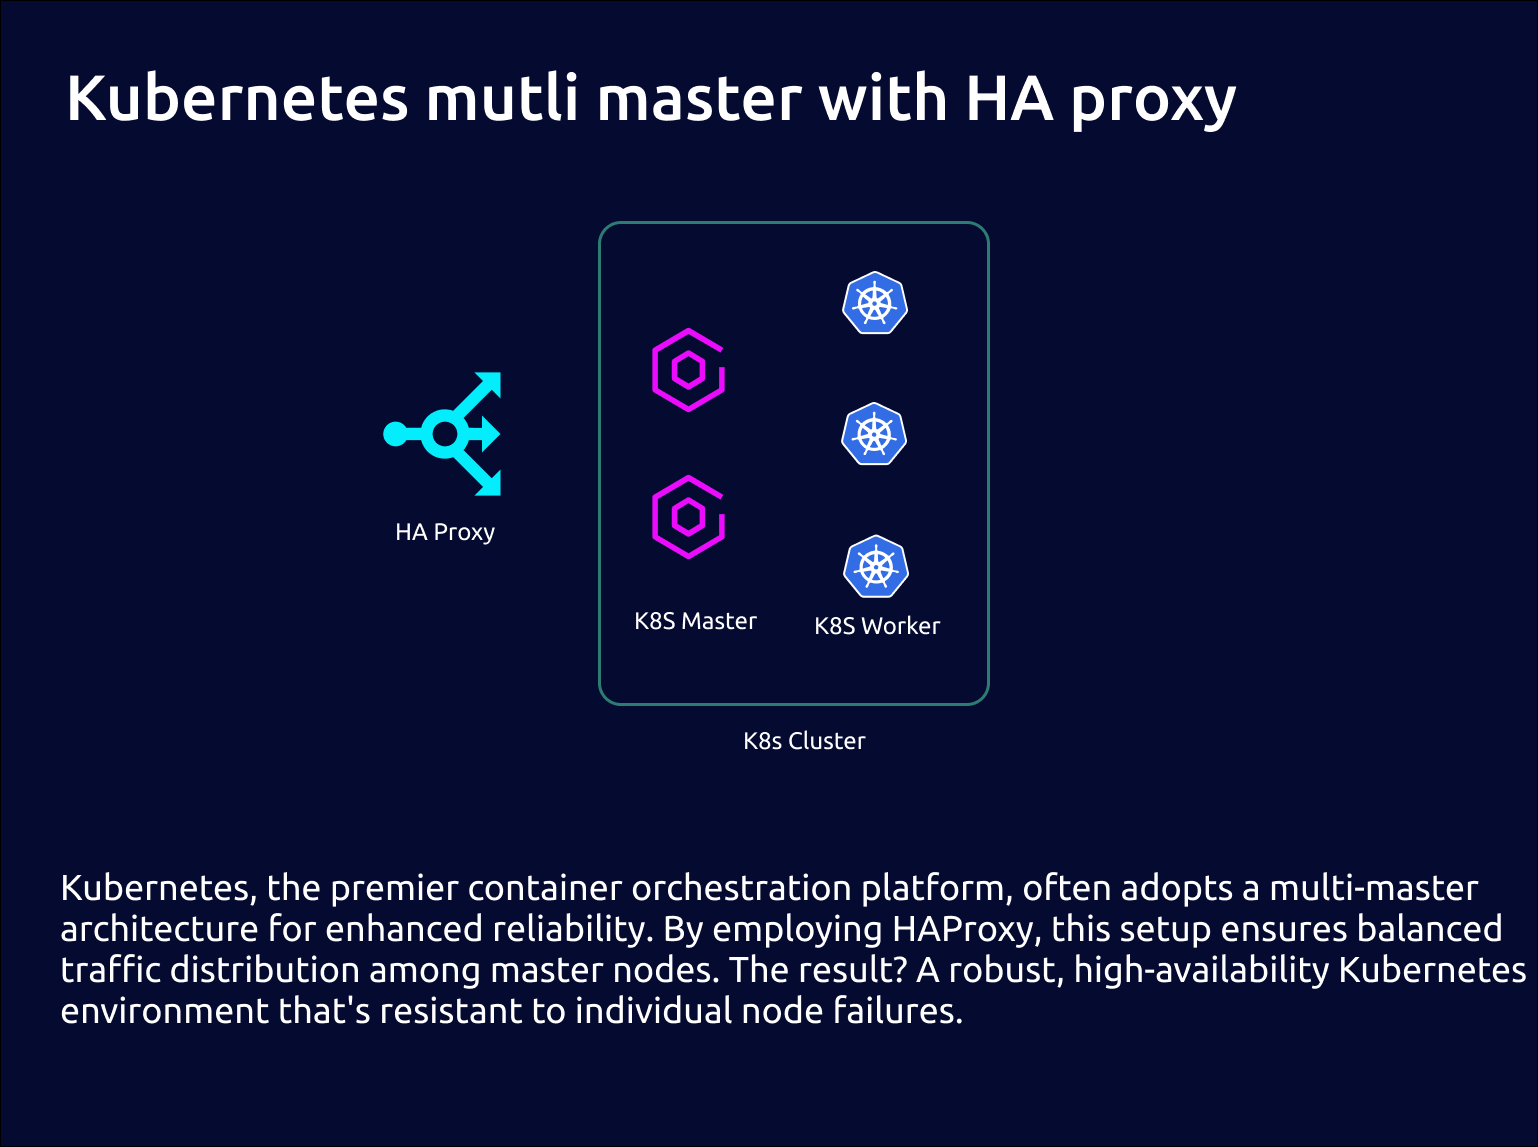 Kubernetes mutli master with HA proxy
HA Proxy
K8S Master
K8S Worker
K8s Cluster
Kubernetes, the premier container orchestration platform, often adopts a multi-master
architecture for enhanced reliability. By employing HAProxy, this setup ensures balanced
traffic distribution among master nodes. The result? A robust, high-availability Kubernetes
environment that's resistant to individual node failures.